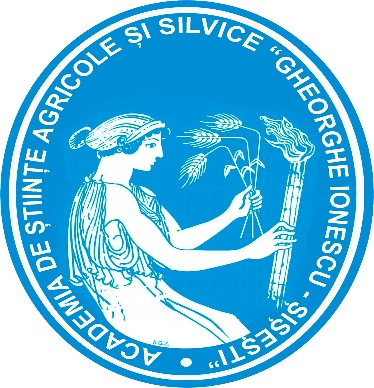 ACADEMIA DE ȘTIINȚE AGRICOLE ȘI SILVICE “GHEORGHE IONESCU - ȘIȘEȘTI”